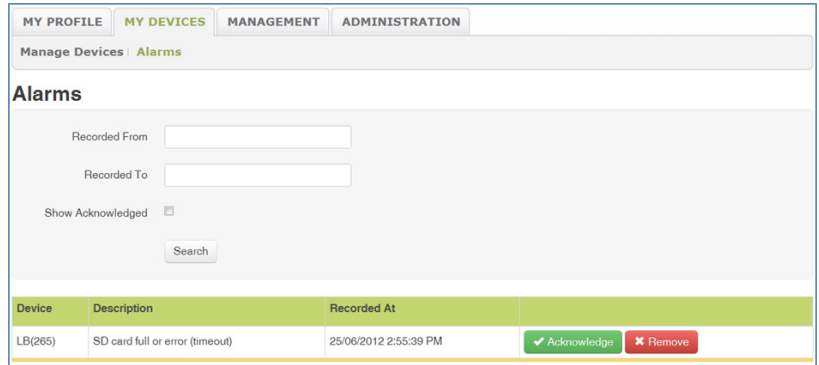 MY PROFILE MY DEVICES MANAGEMENT ADMINISTRATION
Manage Devices Alarms
Alarms
Recorded From
Recorded To
Show Acknowledged
Search
Device Description Recorded At
LB(265) SD card full or error (timeout) 25/06/2012 2:55:39 PM Acknowledge Remove